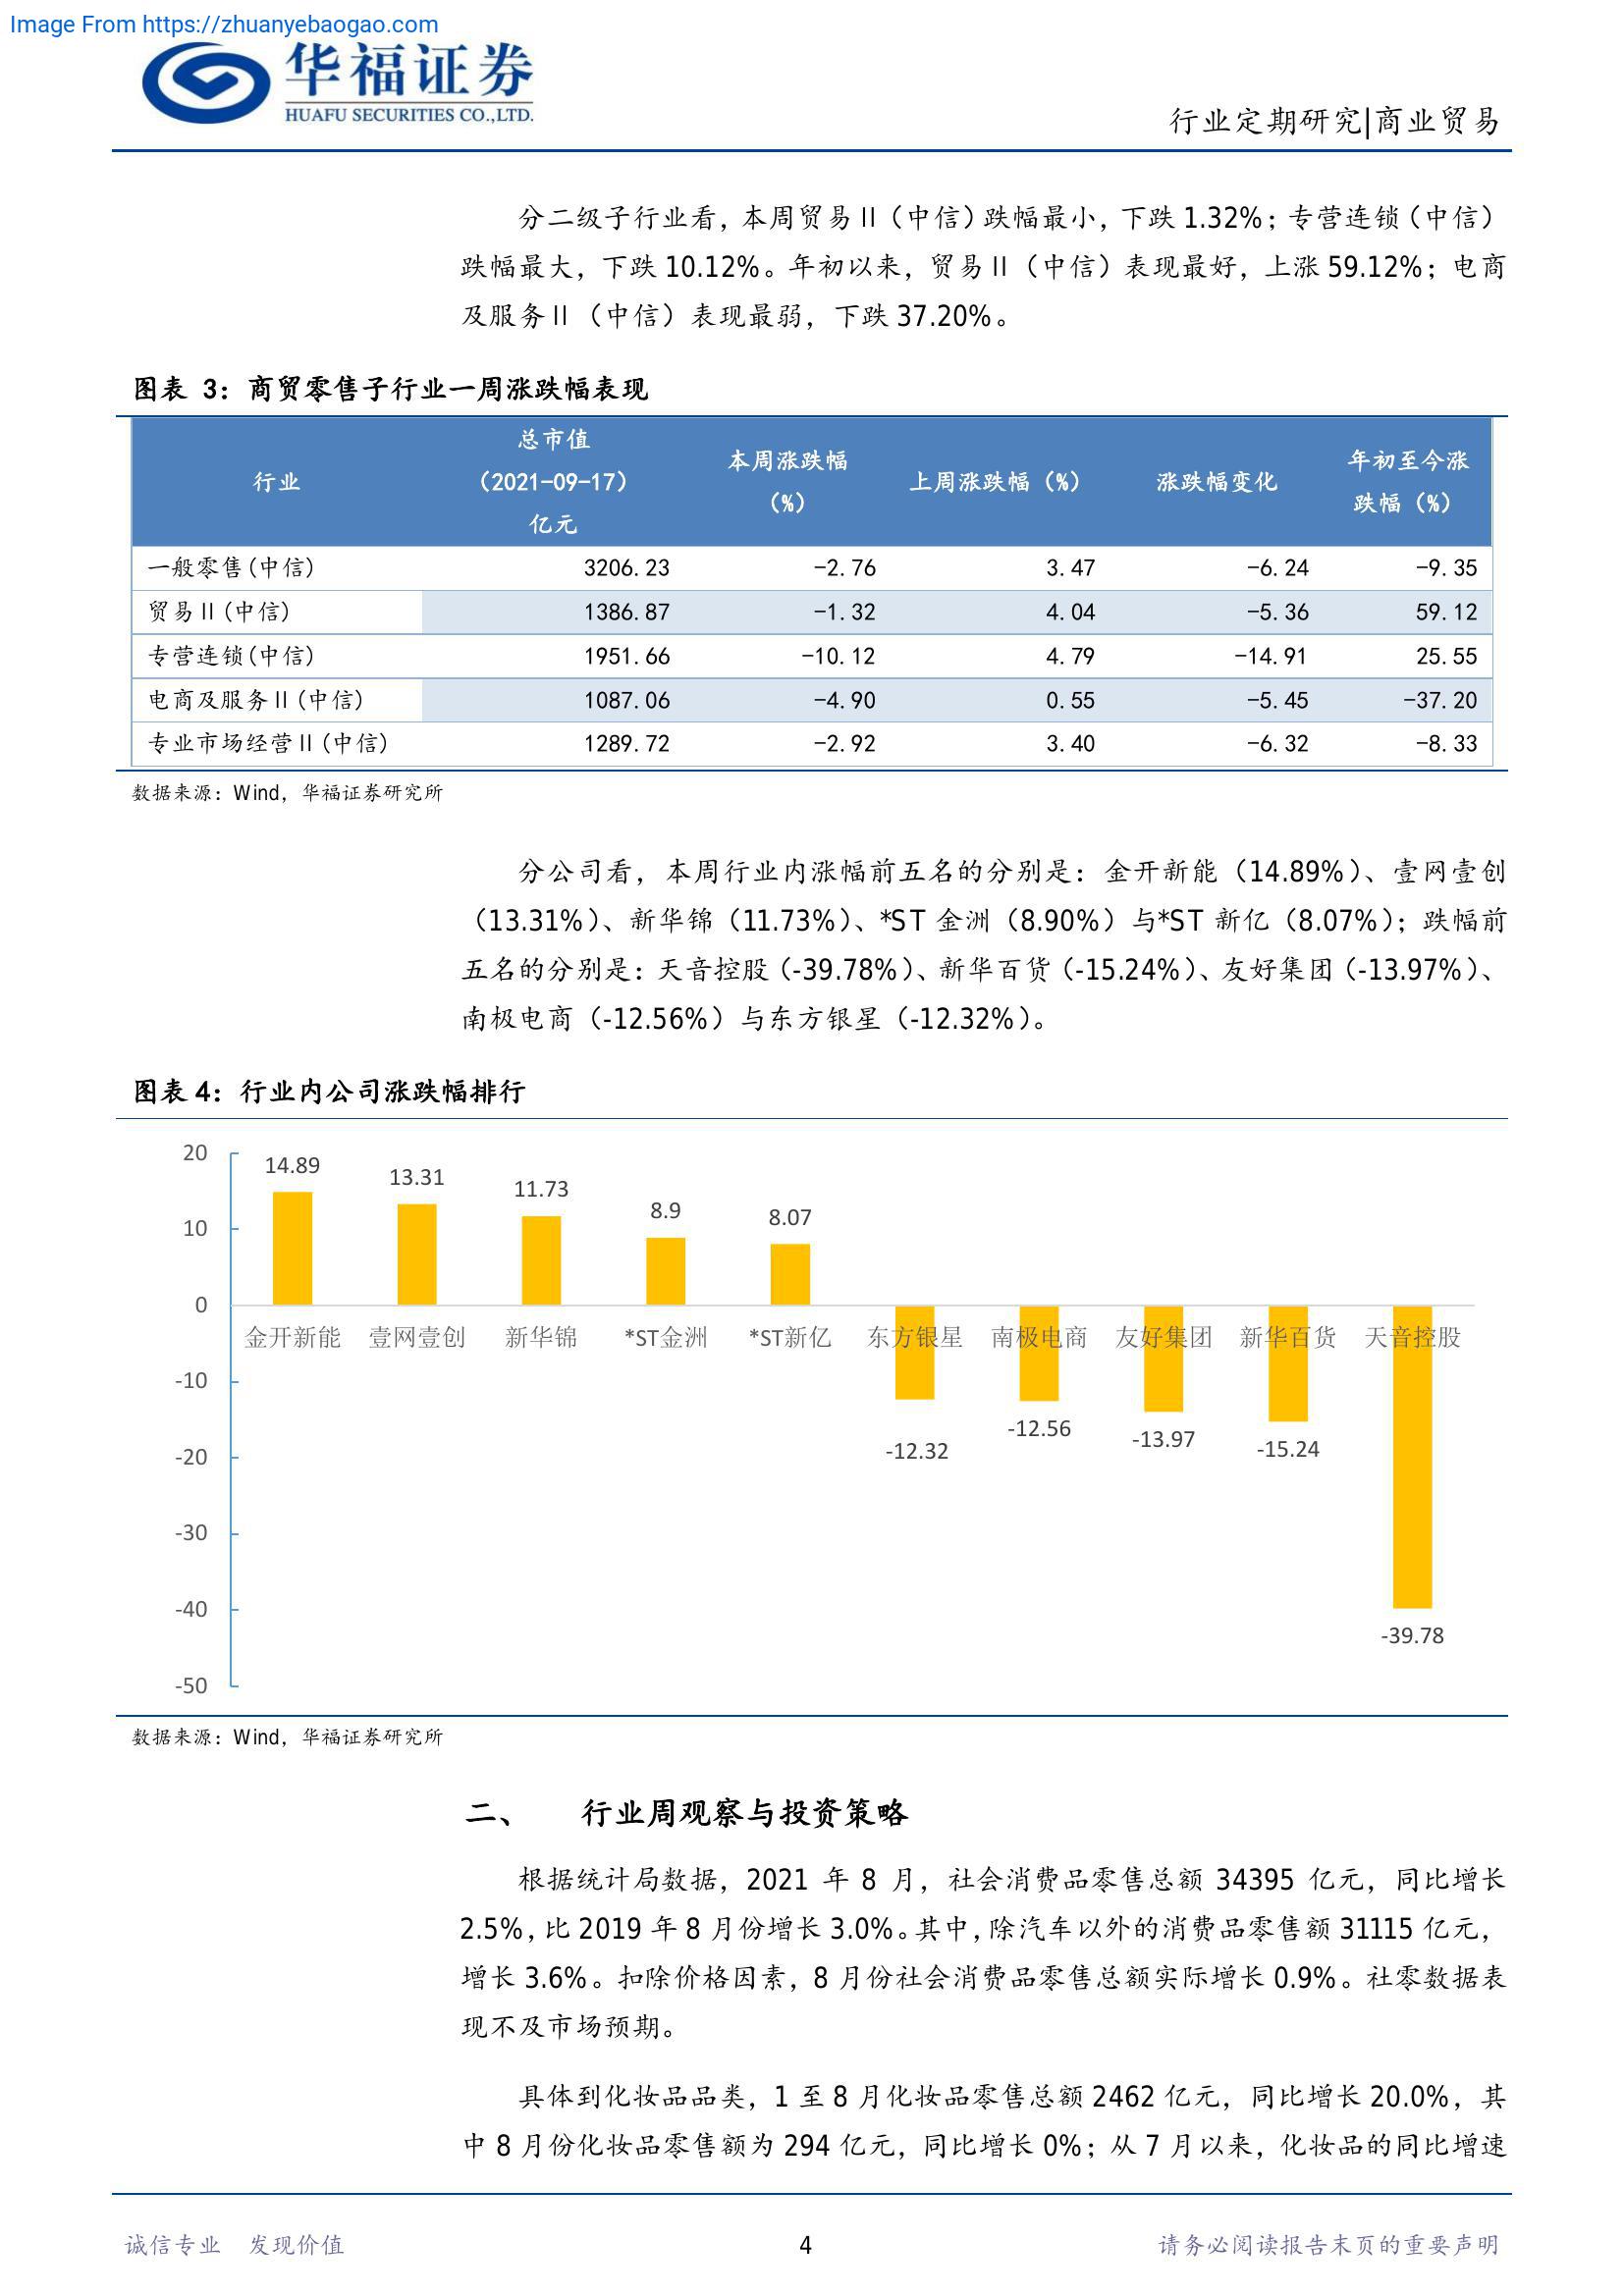 Image From https://zhuanyebaogao.com
华福证券
HUAFU SECURITIES CO.,LTD.
行业定期研究|商业贸易
分二级子行业看，本周贸易Ⅱ（中信）跌幅最小，下跌 1.32%；专营连锁（中信）
跌幅最大，下跌 10.12%。年初以来，贸易Ⅱ（中信）表现最好，上涨 59.12%；电商
及服务Ⅱ（中信）表现最弱，下跌 37.20%。
图表 3：商贸零售子行业一周涨跌幅表现
行业 总市值（2021-09-17）亿元 本周涨跌幅（%） 上周涨跌幅（%） 涨跌幅变化 年初至今涨跌幅（%）
一般零售(中信) 3206.23 -2.76 3.47 -6.24 -9.35
贸易Ⅱ(中信) 1386.87 -1.32 4.04 -5.36 59.12
专营连锁(中信) 1951.66 -10.12 4.79 -14.91 25.55
电商及服务Ⅱ(中信) 1087.06 -4.90 0.55 -5.45 -37.20
专业市场经营Ⅱ(中信) 1289.72 -2.92 3.40 -6.32 -8.33
数据来源：Wind，华福证券研究所
分公司看，本周行业内涨幅前五名的分别是：金开新能（14.89%）、壹网壹创
（13.31%）、新华锦（11.73%）、*ST 金洲（8.90%）与*ST 新亿（8.07%）；跌幅前
五名的分别是：天音控股（-39.78%）、新华百货（-15.24%）、友好集团（-13.97%）、
南极电商（-12.56%）与东方银星（-12.32%）。
图表 4：行业内公司涨跌幅排行
20
10
0
-10
-20
-30
-40
-50
14.89 13.31 11.73 8.9 8.07
金开新能 壹网壹创 新华锦 *ST金洲 *ST新亿 东方银星 南极电商 友好集团 新华百货 天音控股
-12.32 -12.56 -13.97 -15.24 -39.78
数据来源：Wind，华福证券研究所
二、 行业周观察与投资策略
根据统计局数据，2021 年 8 月，社会消费品零售总额 34395 亿元，同比增长
2.5%，比 2019 年 8 月份增长 3.0%。其中，除汽车以外的消费品零售额 31115 亿元，
增长 3.6%。扣除价格因素，8 月份社会消费品零售总额实际增长 0.9%。社零数据表
现不及市场预期。
具体到化妆品品类，1 至 8 月化妆品零售总额 2462 亿元，同比增长 20.0%，其
中 8 月份化妆品零售额为 294 亿元，同比增长 0%；从 7 月以来，化妆品的同比增速
诚信专业 发现价值 4 请务必阅读报告末页的重要声明